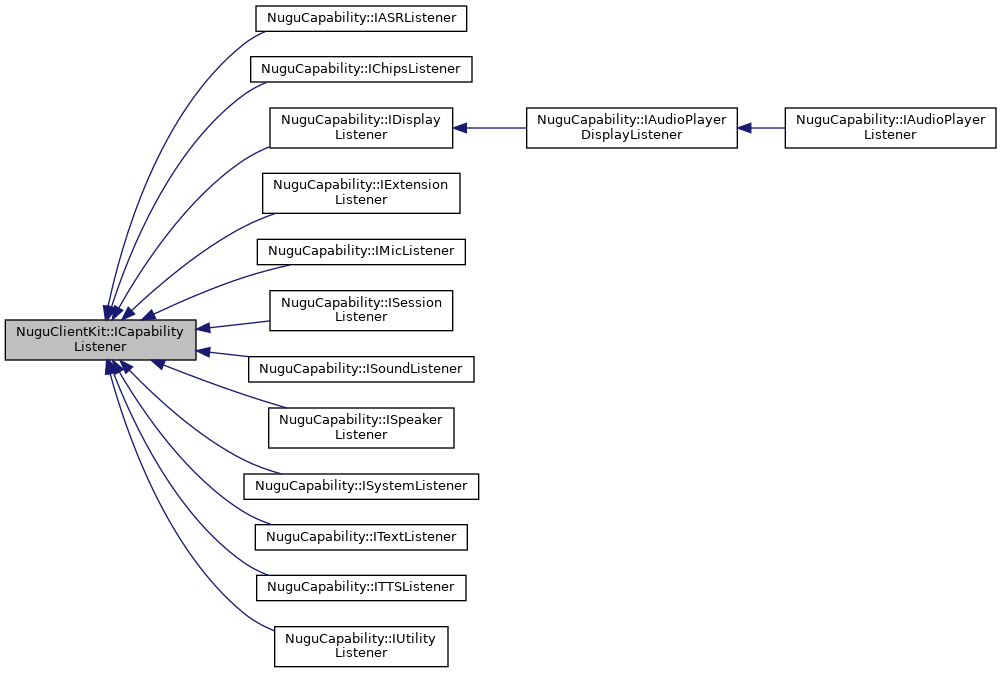 NuguCapability::IASRListener
NuguCapability::IChipsListener
NuguCapability::IDisplay
Listener
NuguCapability::IAudioPlayer
DisplayListener
NuguCapability::IAudioPlayer
Listener
NuguCapability::IExtension
Listener
NuguCapability::IMicListener
NuguCapability::ISession
Listener
NuguClientKit::ICapability
Listener
NuguCapability::ISoundListener
NuguCapability::ISpeaker
Listener
NuguCapability::ISystemListener
NuguCapability::ITextListener
NuguCapability::ITTSListener
NuguCapability::IUtility
Listener